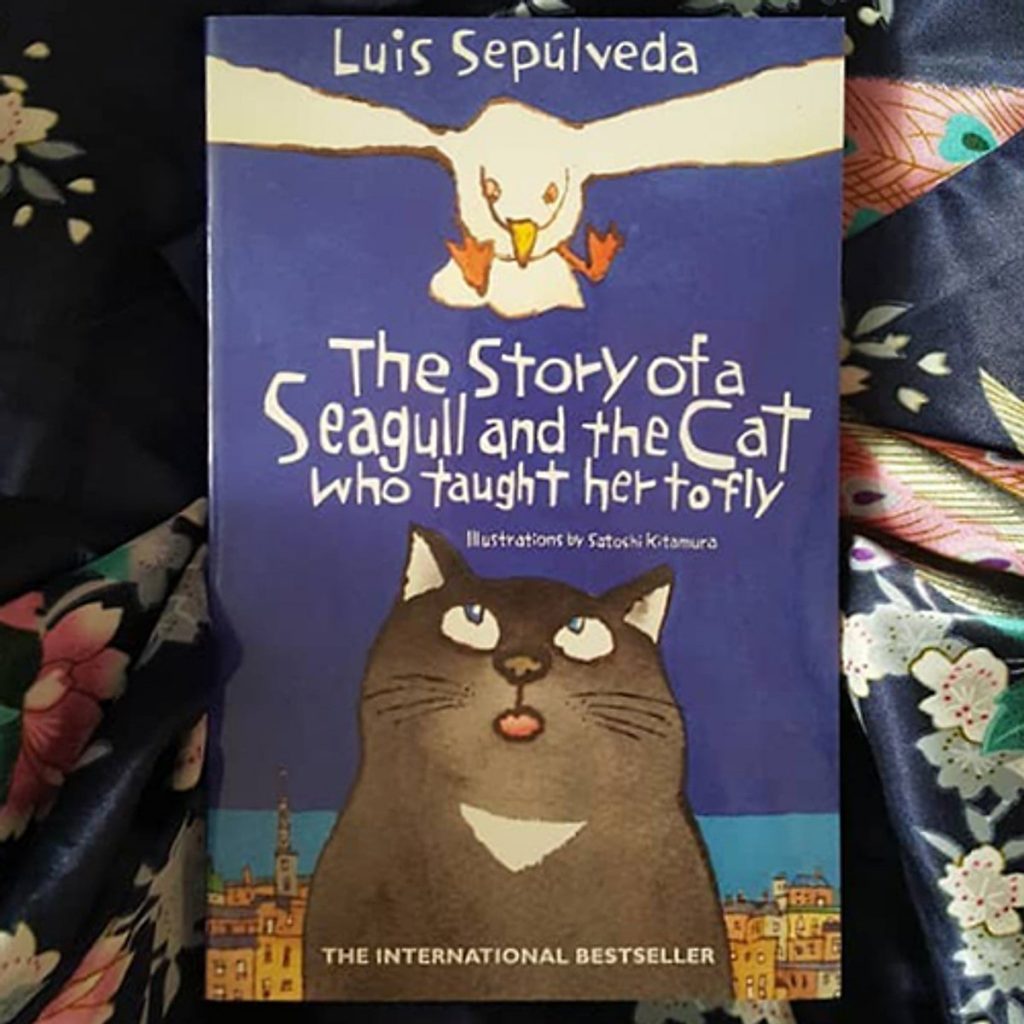 Luis Sepúlveda
The Story of a
Seagull and the Cat
who taught her to fly
Illustrations by Satoshi Kitamura
THE INTERNATIONAL BESTSELLER